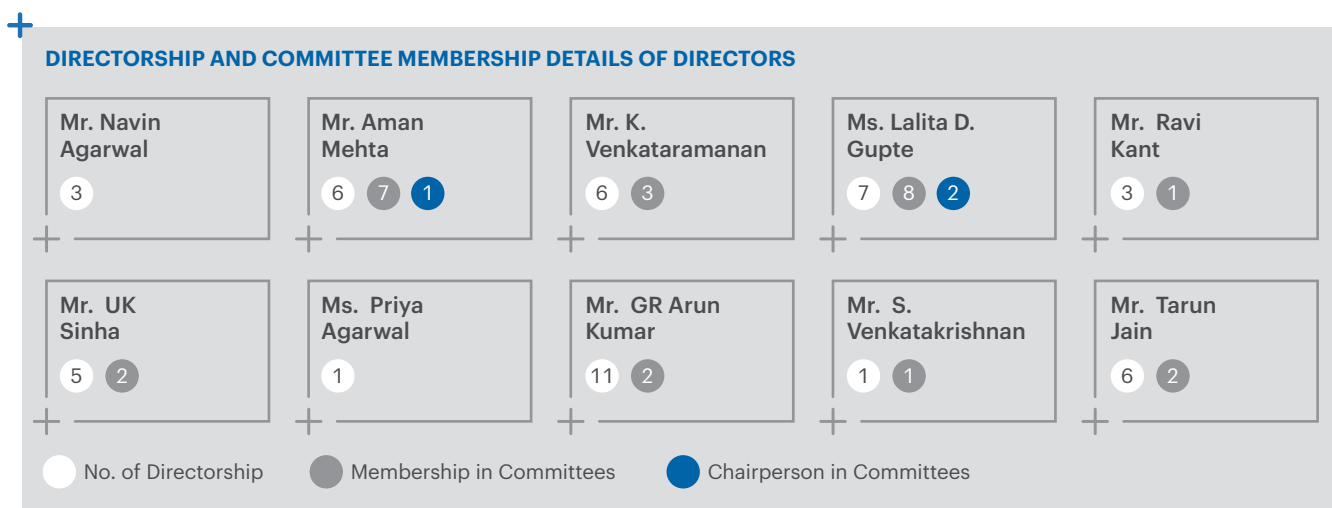 DIRECTORSHIP AND COMMITTEE MEMBERSHIP DETAILS OF DIRECTORS
Mr. Navin
Agarwal
3
Mr. Aman
Mehta
6 7 1
Mr. K.
Venkataramanan
6 3
Ms. Lalita D.
Gupte
7 8 2
Mr. Ravi
Kant
3 1
Mr. UK
Sinha
5 2
Ms. Priya
Agarwal
1
Mr. GR Arun
Kumar
11 2
Mr. S.
Venkatakrishnan
1 1
Mr. Tarun
Jain
6 2
No. of Directorship
Membership in Committees
Chairperson in Committees